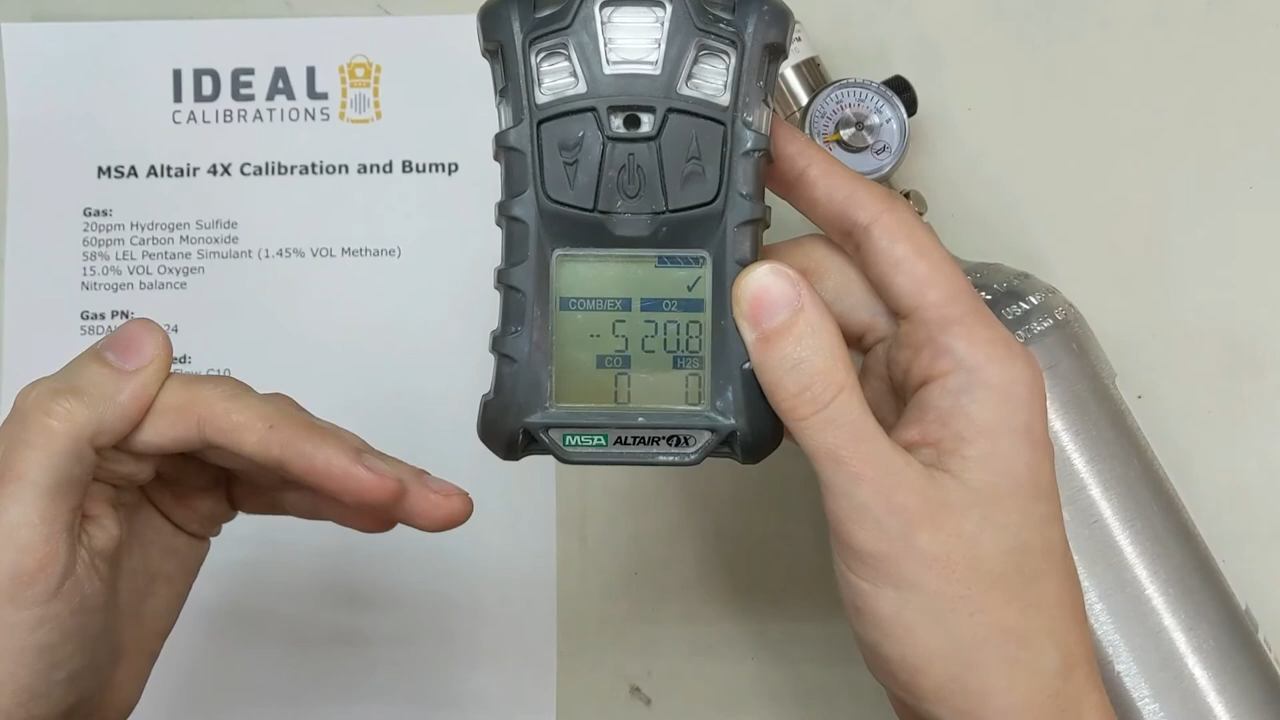 IDEAL
CALIBRATIONS
MSA Altair 4X Calibration and Bump
Gas:
20ppm Hydrogen Sulfide
60ppm Carbon Monoxide
58% LEL Pentane Simulant (1.45% VOL Methane)
15.0% VOL Oxygen
Nitrogen balance
Gas PN:
COMB/EX O2
-5 20.8
CO H2S
0 0
MSA ALTAIR 4X